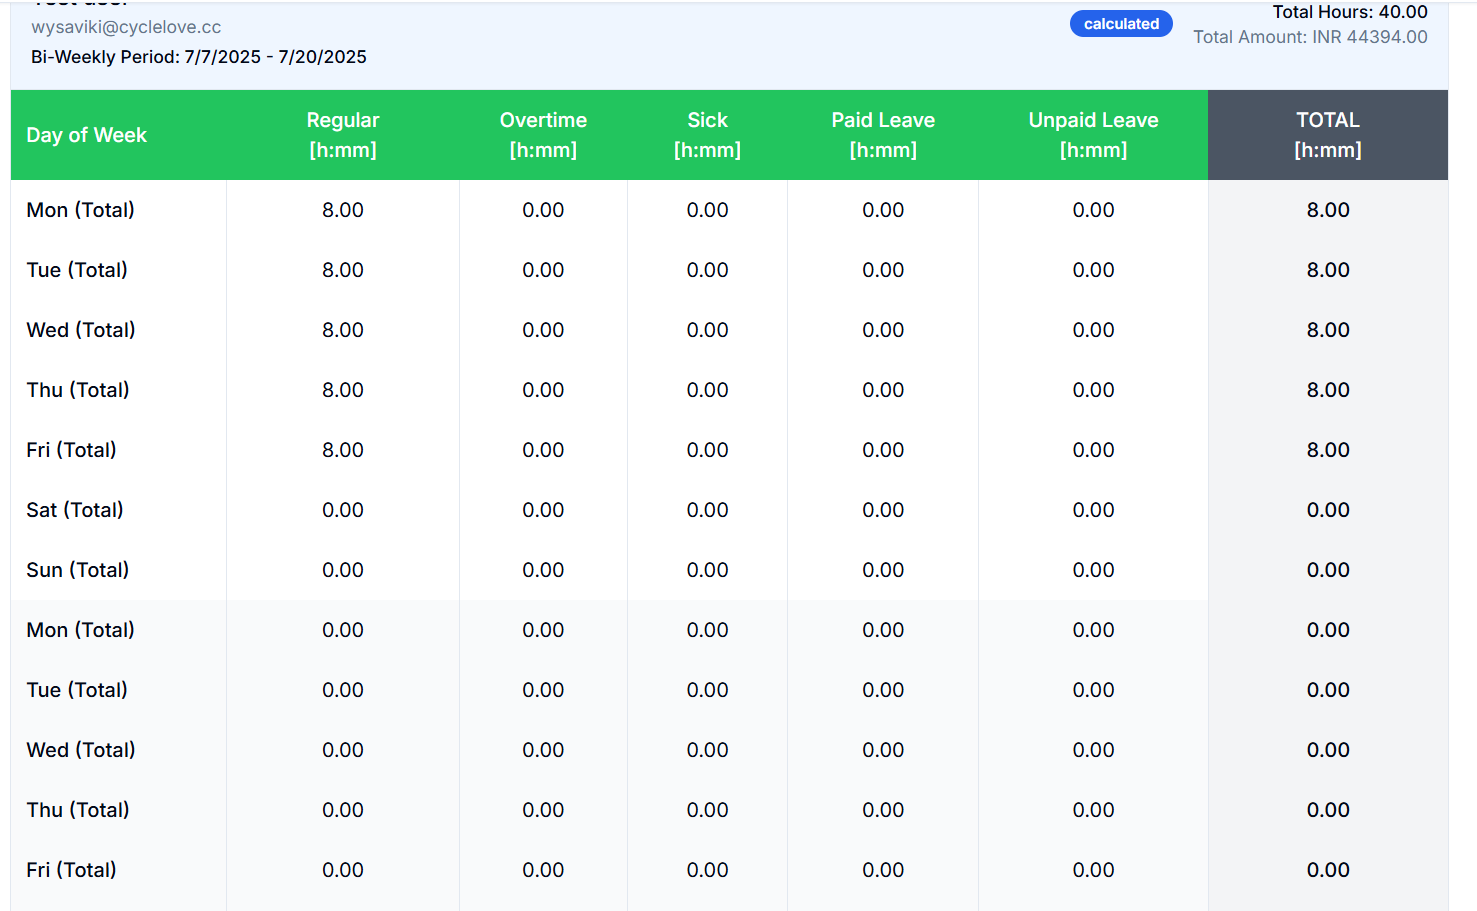 wysaviki@cyclelove.cc
Bi-Weekly Period: 7/7/2025 - 7/20/2025
calculated
Total Hours: 40.00
Total Amount: INR 44394.00
Day of Week Regular [h:mm] Overtime [h:mm] Sick [h:mm] Paid Leave [h:mm] Unpaid Leave [h:mm] TOTAL [h:mm]
Mon (Total) 8.00 0.00 0.00 0.00 0.00 8.00
Tue (Total) 8.00 0.00 0.00 0.00 0.00 8.00
Wed (Total) 8.00 0.00 0.00 0.00 0.00 8.00
Thu (Total) 8.00 0.00 0.00 0.00 0.00 8.00
Fri (Total) 8.00 0.00 0.00 0.00 0.00 8.00
Sat (Total) 0.00 0.00 0.00 0.00 0.00 0.00
Sun (Total) 0.00 0.00 0.00 0.00 0.00 0.00
Mon (Total) 0.00 0.00 0.00 0.00 0.00 0.00
Tue (Total) 0.00 0.00 0.00 0.00 0.00 0.00
Wed (Total) 0.00 0.00 0.00 0.00 0.00 0.00
Thu (Total) 0.00 0.00 0.00 0.00 0.00 0.00
Fri (Total) 0.00 0.00 0.00 0.00 0.00 0.00